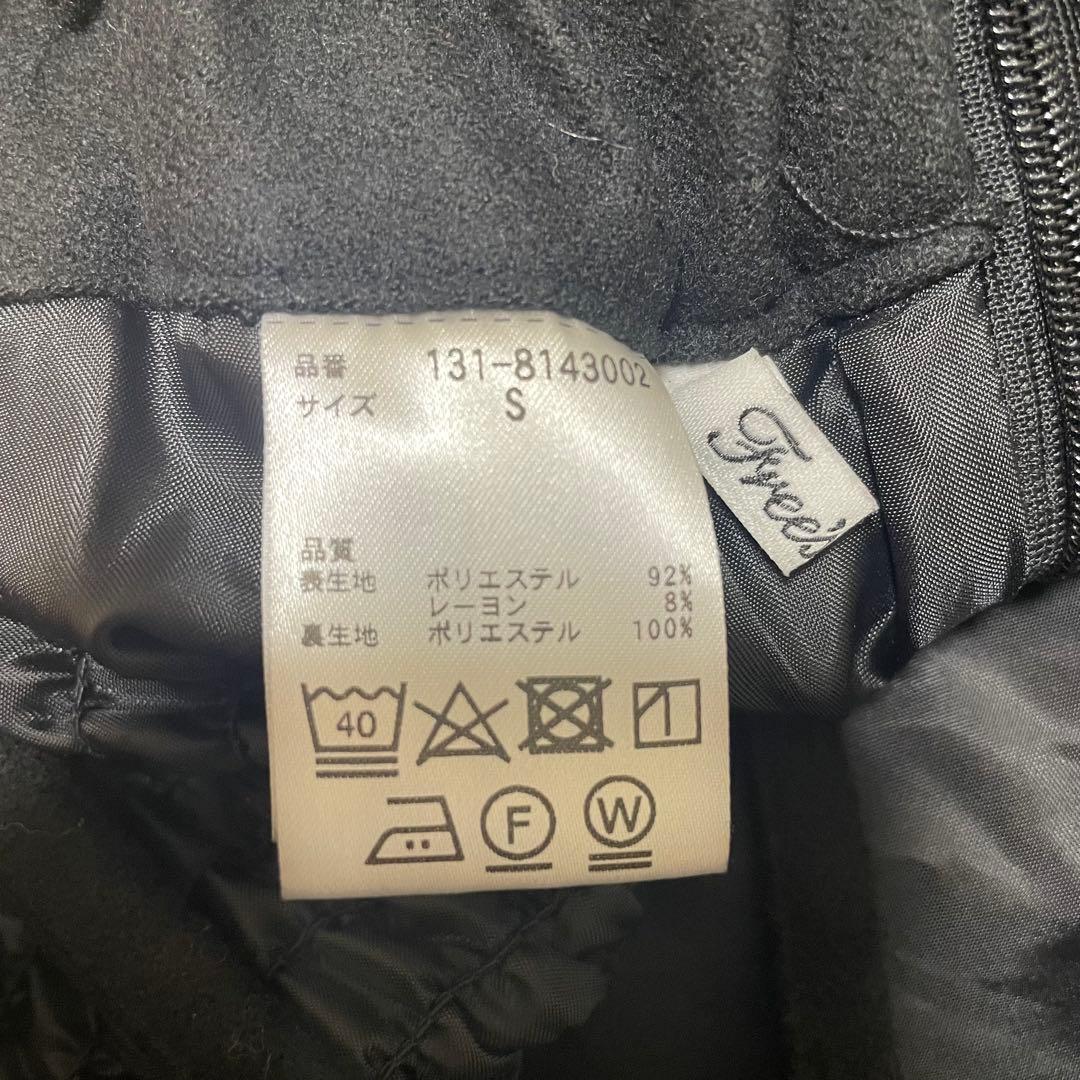 品番 131-8143002
サイズ S
Tywee's
品質
表生地 ポリエステル 92%
レーヨン 8%
裏生地 ポリエステル 100%
40
F
W